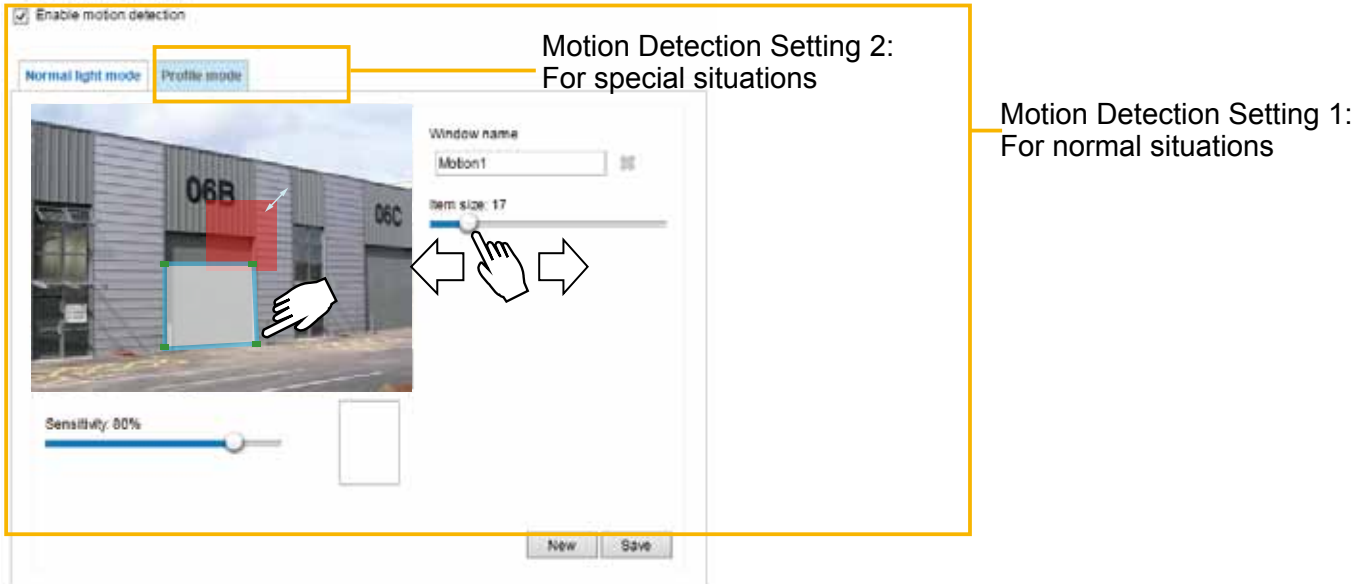 Enable motion detection
Motion Detection Setting 2:
For special situations
Normal light mode
Profile mode
Motion Detection Setting 1:
For normal situations
Window name
Motion1
06B
06C
Item size: 17
Sensitivity: 80%
New
Save